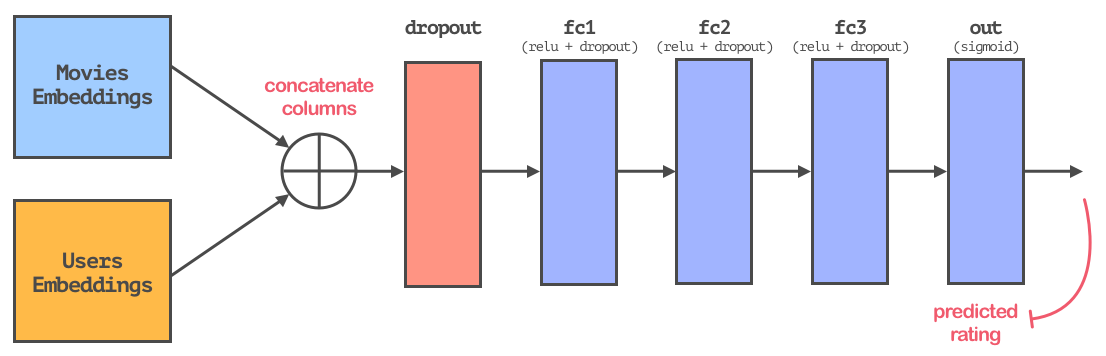 Movies
Embeddings
Users
Embeddings
concatenate
columns
dropout
fc1
(relu + dropout)
fc2
(relu + dropout)
fc3
(relu + dropout)
out
(sigmoid)
predicted
rating